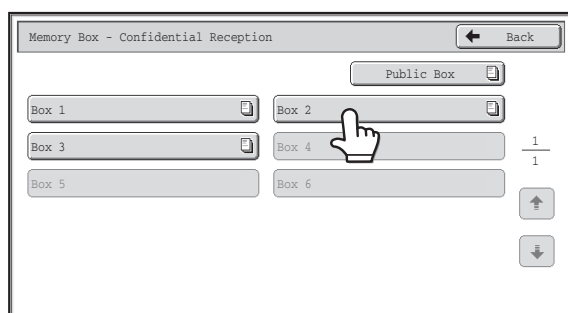 Memory Box - Confidential Reception
Back
Public Box
Box 1
Box 2
Box 3
Box 4
1
1
Box 5
Box 6